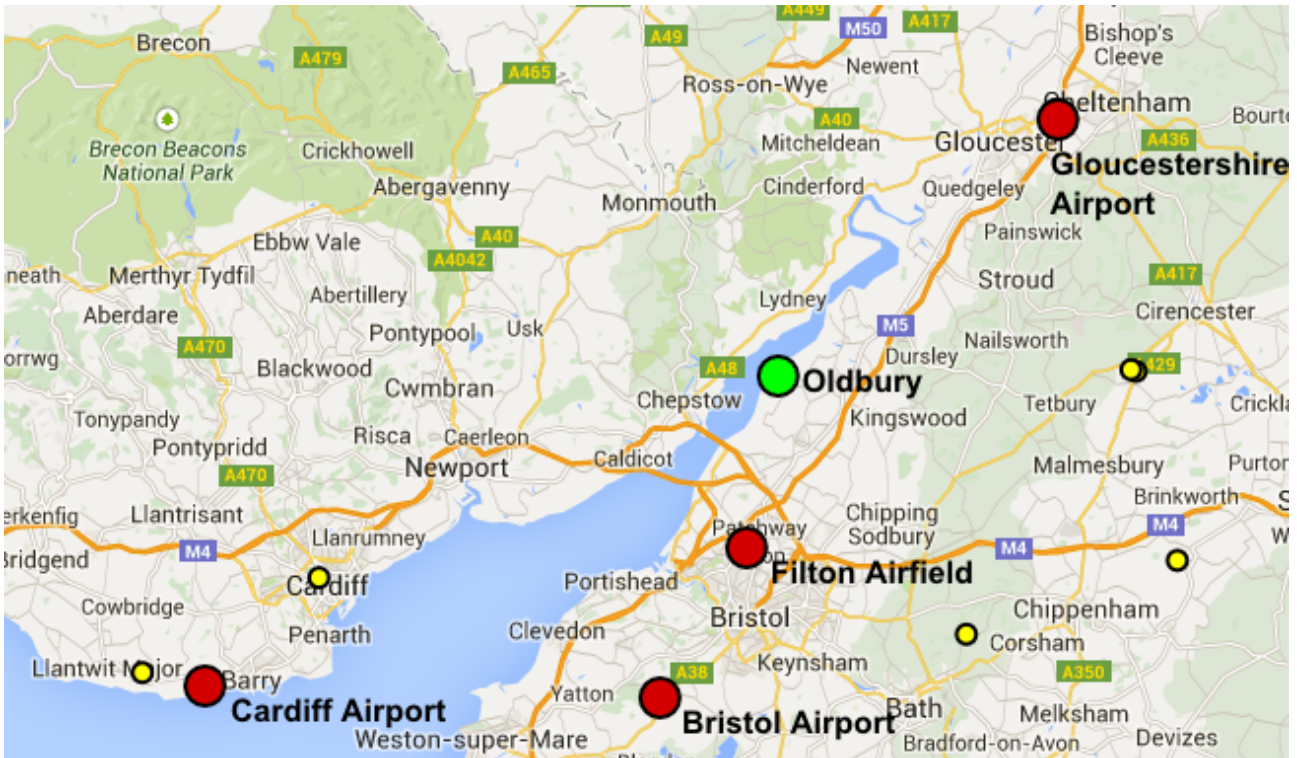 Brecon
A479
A465
A49
A449
M50
A417
Bishop's
Cleeve
Newent
Ross-on-Wye
Cheltenham
Bourt
A40
Mitcheldean
Gloucester
A436
Brecon Beacons
National Park
Crickhowell
Abergavenny
Monmouth
Cinderford
Quedgeley
Gloucestershire
Airport
Painswick
Ebbw Vale
A40
A4042
neath
Merthyr Tydfil
Abertillery
Lydney
Stroud
A417
Cirencester
Aberdare
Pontypool
Usk
M5
Nailsworth
orrwg
A470
Blackwood
Cwmbran
A48
Dursley
A429
Oldbury
Chepstow
Tetbury
Crickla
Tonypandy
Kingswood
Pontypridd
Risca
Caerleon
Newport
Caldicot
Malmesbury
Purton
A470
Brinkworth
erkenfig
Llantrisant
Llanrumney
Patchway
Chipping
Sodbury
M4
M4
M4
S
W
Bridgend
Cardiff
Portishead
Filton Airfield
Cowbridge
Penarth
Clevedon
Bristol
Chippenham
Corsham
Llantwit Major
Barry
Keynsham
A38
A350
Yatton
Cardiff Airport
Bristol Airport
Bath
Melksham
Weston-super-Mare
Bradford-on-Avon
Devizes